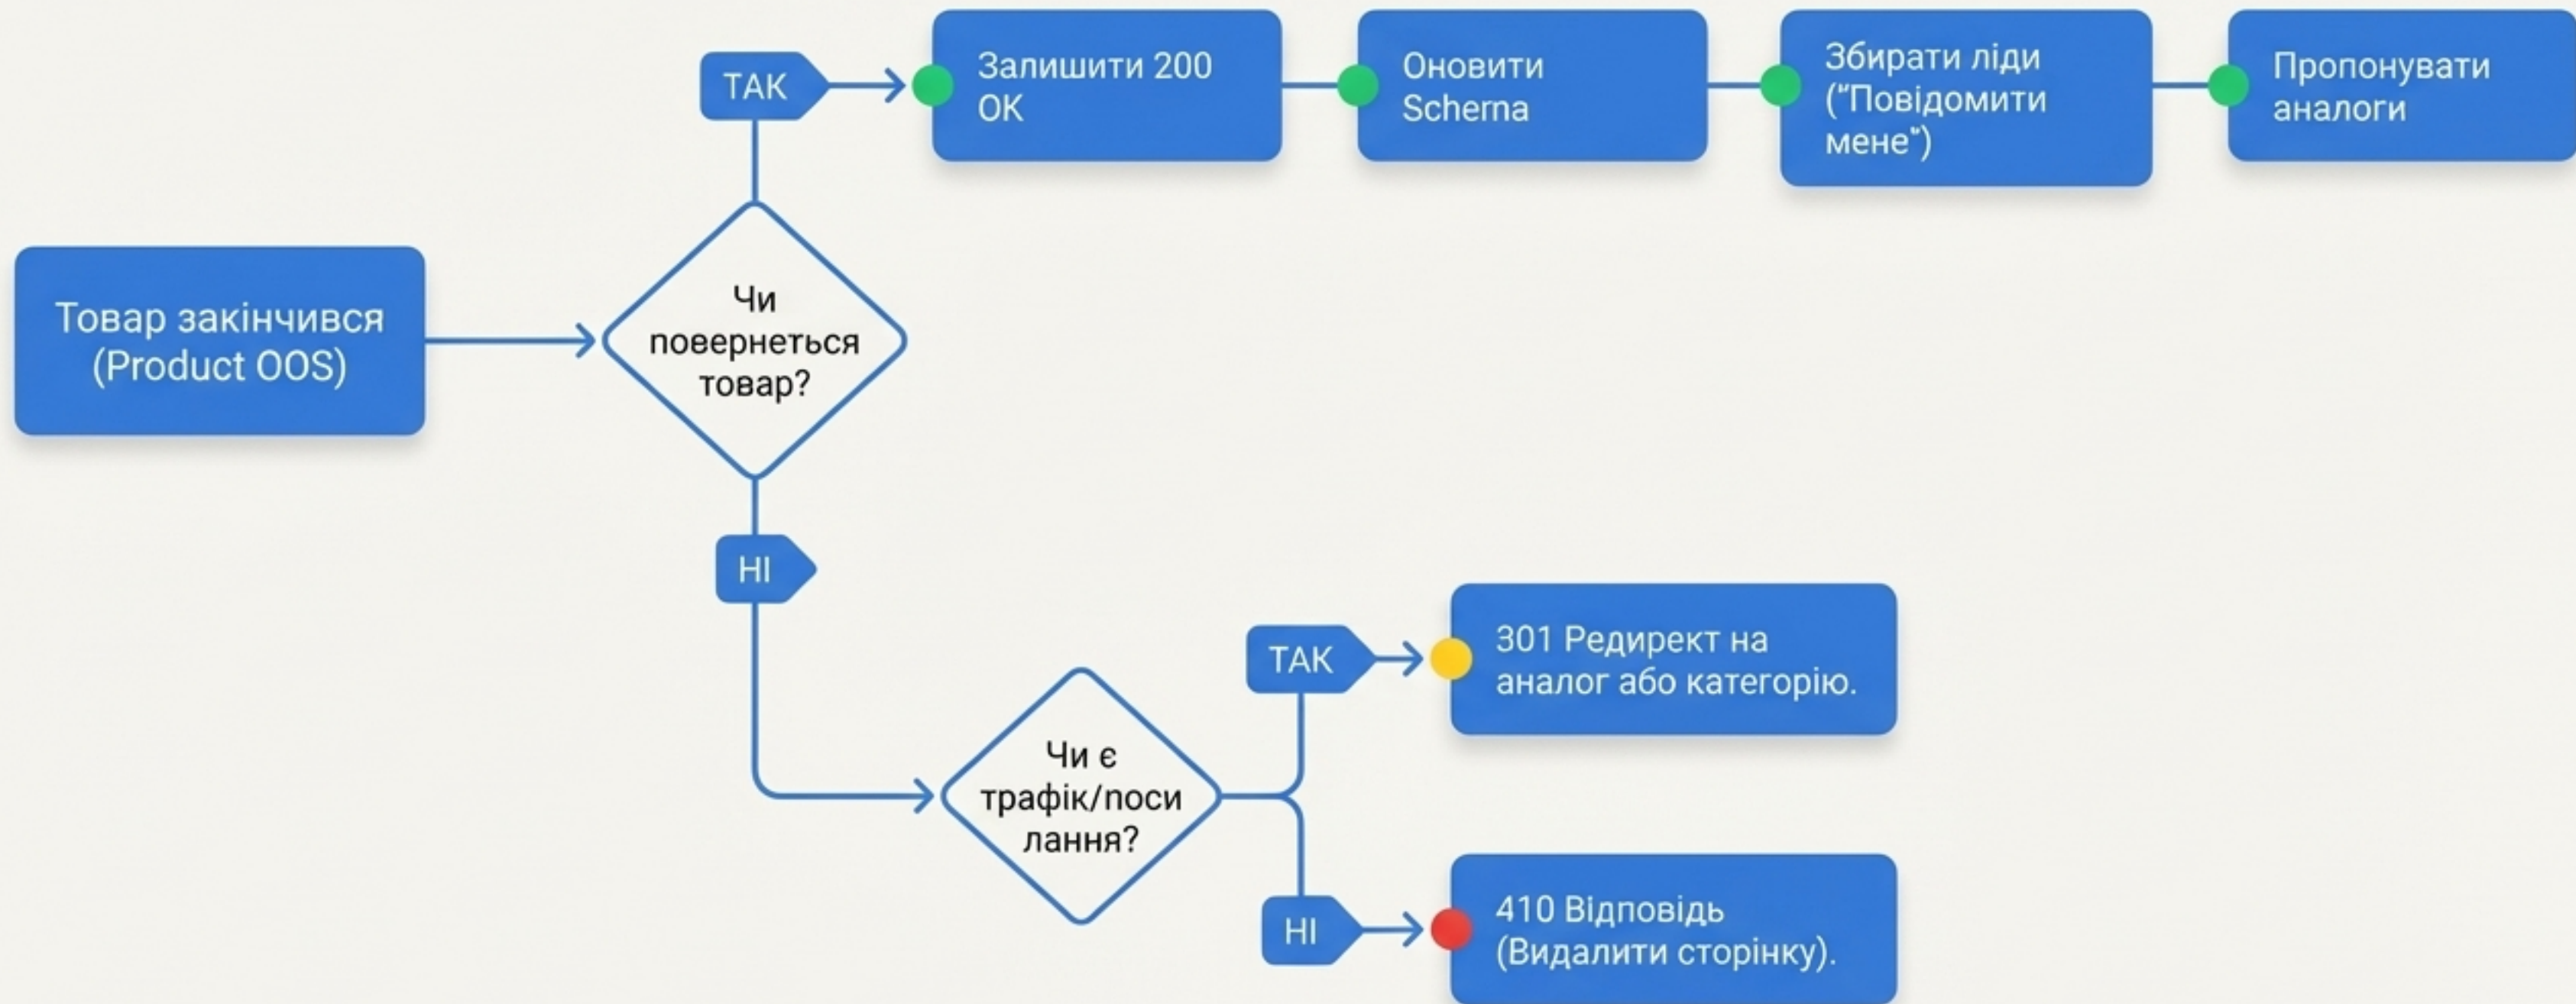 ТАК
Залишити 200
ОК
Оновити
Scherna
Збирати ліди
("Повідомити
мене")
Пропонувати
аналоги
Товар закінчився
(Product OOS)
Чи
повернеться
товар?
НІ
Чи є
трафік/поси
лання?
ТАК
301 Редирект на
аналог або категорію.
НІ
410 Відповідь
(Видалити сторінку).